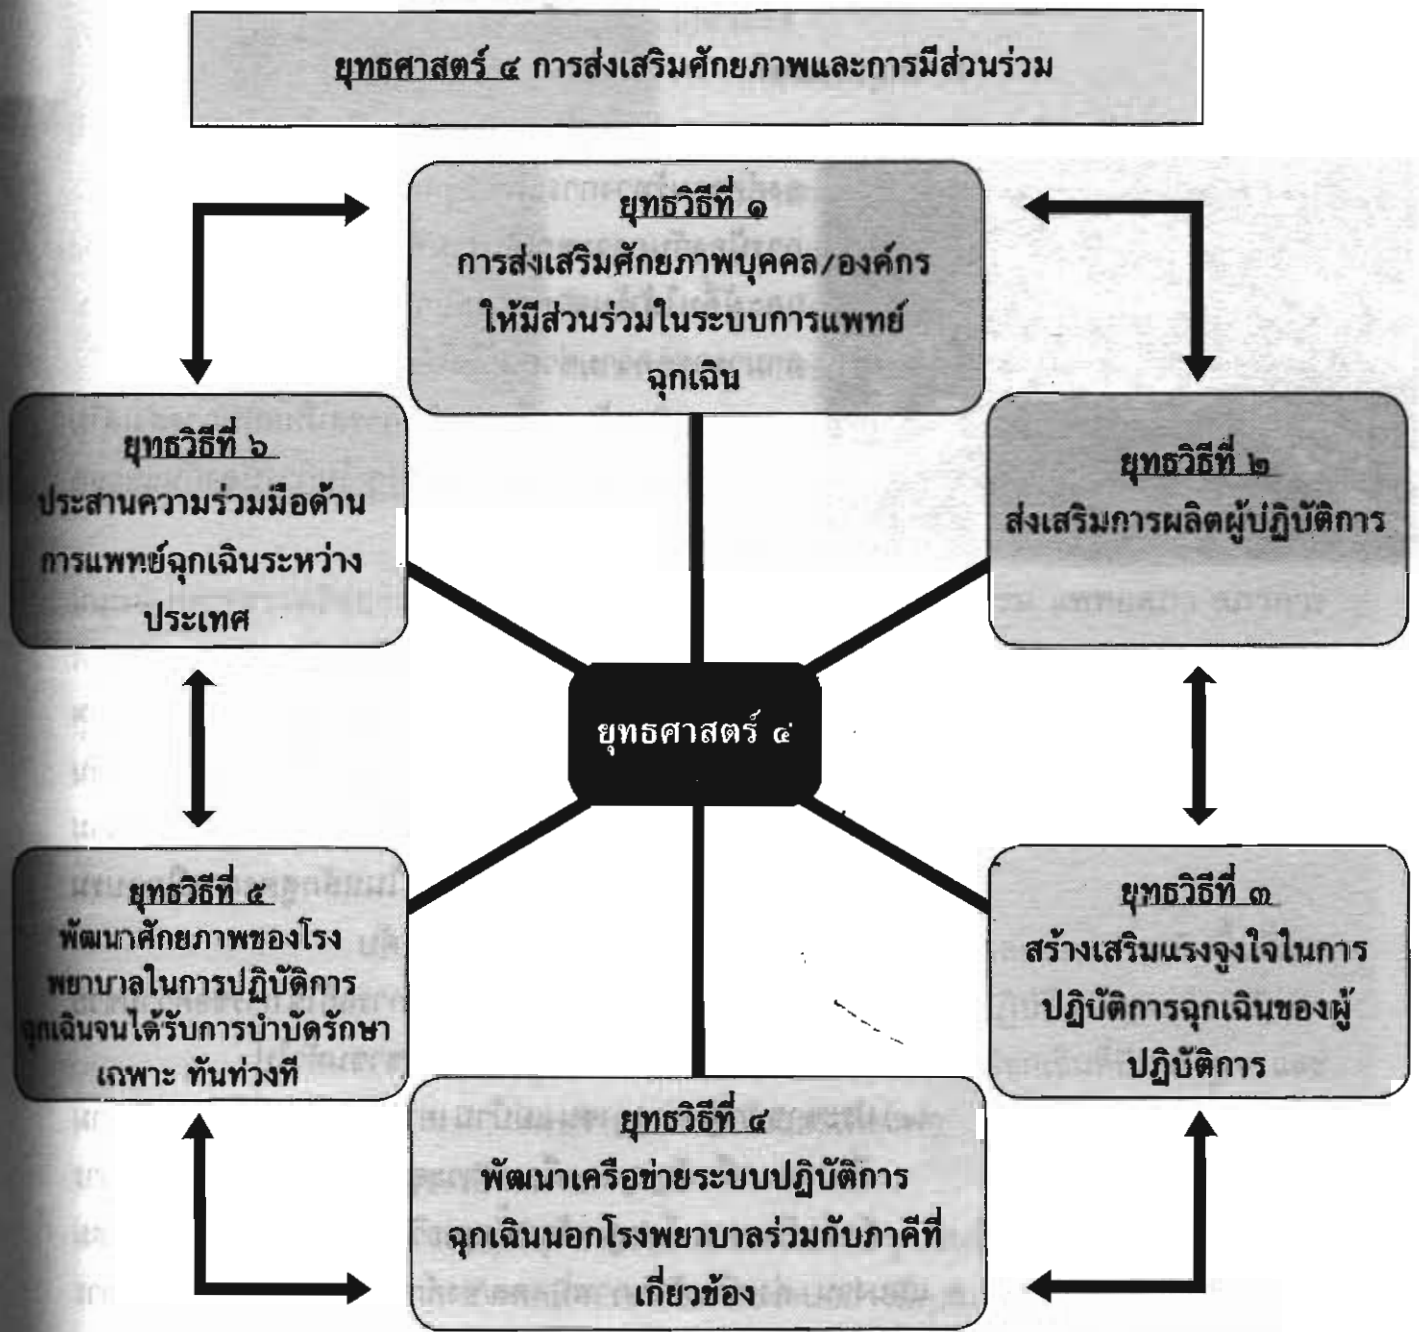 ยุทธศาสตร์ ๔ การส่งเสริมศักยภาพและการมีส่วนร่วม
ยุทธวิธีที่ ๑
การส่งเสริมศักยภาพบุคคล/องค์กร
ให้มีส่วนร่วมในระบบการแพทย์
ฉุกเฉิน
ยุทธวิธีที่ ๒
ส่งเสริมการผลิตผู้ปฏิบัติการ
ยุทธวิธีที่ ๓
สร้างเสริมแรงจูงใจในการ
ปฏิบัติการฉุกเฉินของผู้
ปฏิบัติการ
ยุทธวิธีที่ ๔
พัฒนาเครือข่ายระบบปฏิบัติการ
ฉุกเฉินนอกโรงพยาบาลร่วมกับภาคีที่
เกี่ยวข้อง
ยุทธวิธีที่ ๕
พัฒนาศักยภาพของโรง
พยาบาลในการปฏิบัติการ
ฉุกเฉินจนได้รับการบำบัดรักษา
เฉพาะ ทันท่วงที
ยุทธวิธีที่ ๖
ประสานความร่วมมือด้าน
การแพทย์ฉุกเฉินระหว่าง
ประเทศ
ยุทธศาสตร์ ๔